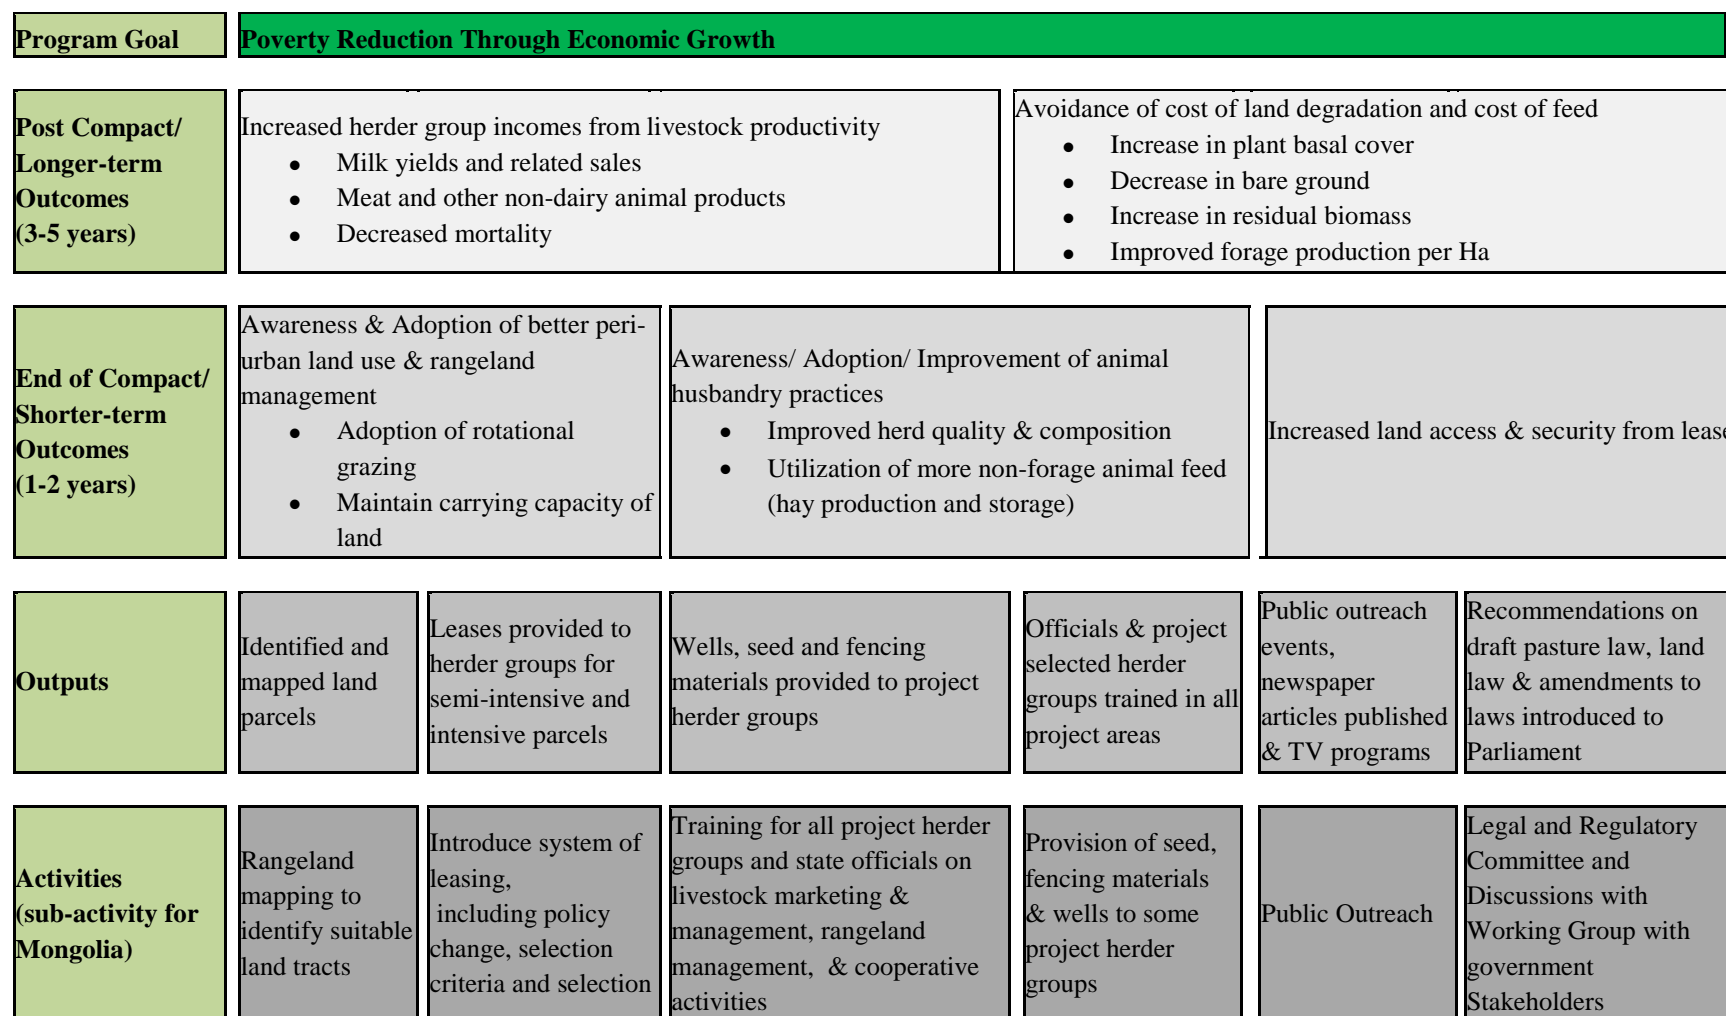 Program Goal
Poverty Reduction Through Economic Growth
Post Compact/
Longer-term
Outcomes
(3-5 years)
Increased herder group incomes from livestock productivity
• Milk yields and related sales
• Meat and other non-dairy animal products
• Decreased mortality
Avoidance of cost of land degradation and cost of feed
• Increase in plant basal cover
• Decrease in bare ground
• Increase in residual biomass
• Improved forage production per Ha
End of Compact/
Shorter-term
Outcomes
(1-2 years)
Awareness & Adoption of better peri-
urban land use & rangeland
management
• Adoption of rotational
grazing
• Maintain carrying capacity of
land
Awareness/ Adoption/ Improvement of animal
husbandry practices
• Improved herd quality & composition
• Utilization of more non-forage animal feed
(hay production and storage)
Increased land access & security from lease
Outputs
Identified and
mapped land
parcels
Leases provided to
herder groups for
semi-intensive and
intensive parcels
Wells, seed and fencing
materials provided to project
herder groups
Officials & project
selected herder
groups trained in all
project areas
Public outreach
events,
newspaper
articles published
& TV programs
Recommendations on
draft pasture law, land
law & amendments to
laws introduced to
Parliament
Activities
(sub-activity for
Mongolia)
Rangeland
mapping to
identify suitable
land tracts
Introduce system of
leasing,
including policy
change, selection
criteria and selection
Training for all project herder
groups and state officials on
livestock marketing &
management, rangeland
management, & cooperative
activities
Provision of seed,
fencing materials
& wells to some
project herder
groups
Public Outreach
Legal and Regulatory
Committee and
Discussions with
Working Group with
government
Stakeholders